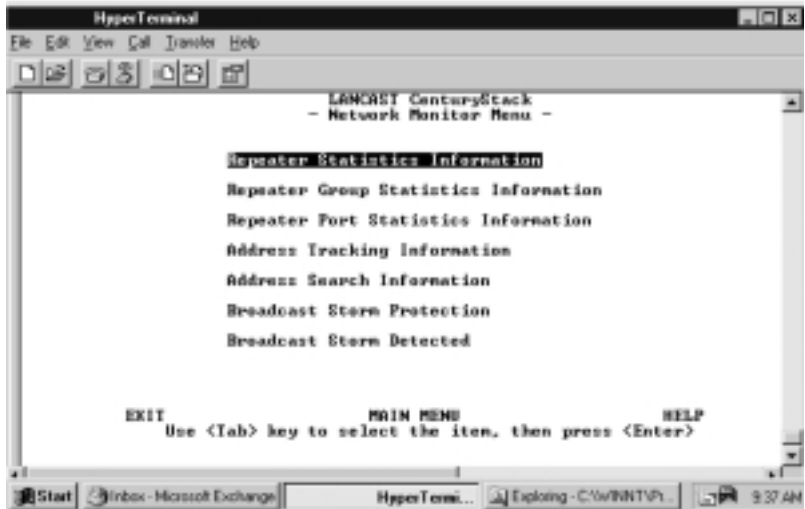 HyperTerminal
File Edit View Call Transfer Help
LANCAST CenturyStack
- Network Monitor Menu -
Repeater Statistics Information
Repeater Group Statistics Information
Repeater Port Statistics Information
Address Tracking Information
Address Search Information
Broadcast Storm Protection
Broadcast Storm Detected
EXIT MAIN MENU HELP
Use <Tab> key to select the item, then press <Enter>
Start Inbox - Microsoft Exchange HyperTermi... Exploring - C:\WINNT\Pr... 9:37 AM